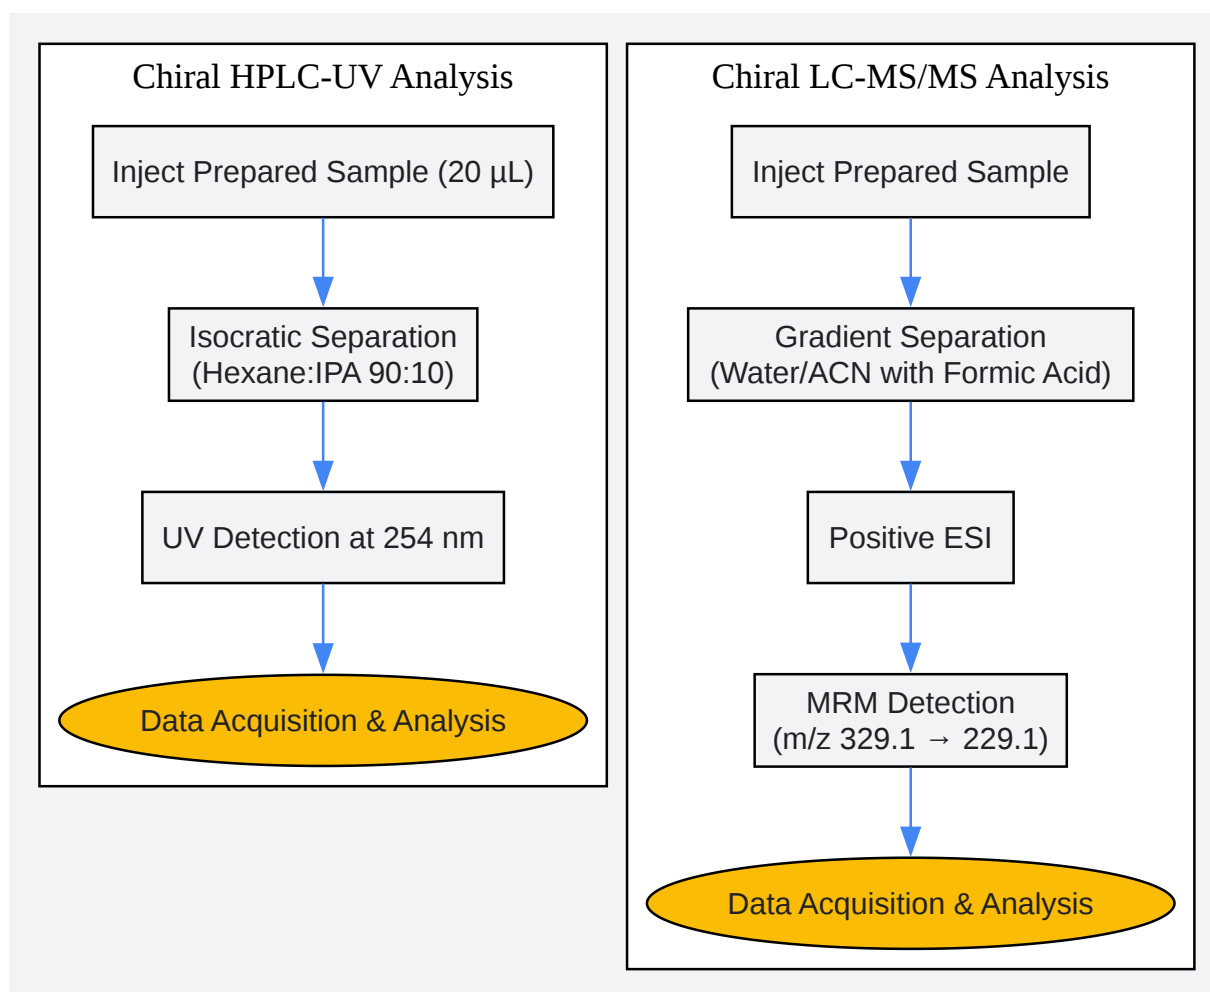 Chiral HPLC-UV Analysis
Inject Prepared Sample (20 µL)
Isocratic Separation
(Hexane:IPA 90:10)
UV Detection at 254 nm
Data Acquisition & Analysis
Chiral LC-MS/MS Analysis
Inject Prepared Sample
Gradient Separation
(Water/ACN with Formic Acid)
Positive ESI
MRM Detection
(m/z 329.1 → 229.1)
Data Acquisition & Analysis